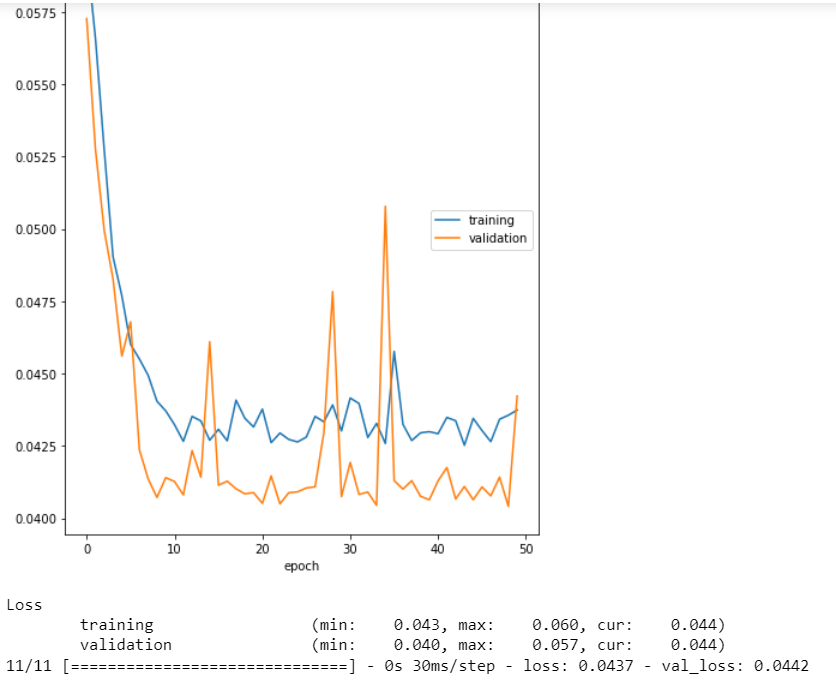 0.0575
0.0550
0.0525
0.0500
training
validation
0.0475
0.0450
0.0425
0.0400
0 10 20 30 40 50
epoch
Loss
training (min: 0.043, max: 0.060, cur: 0.044)
validation (min: 0.040, max: 0.057, cur: 0.044)
11/11 [==============================] - 0s 30ms/step - loss: 0.0437 - val_loss: 0.0442